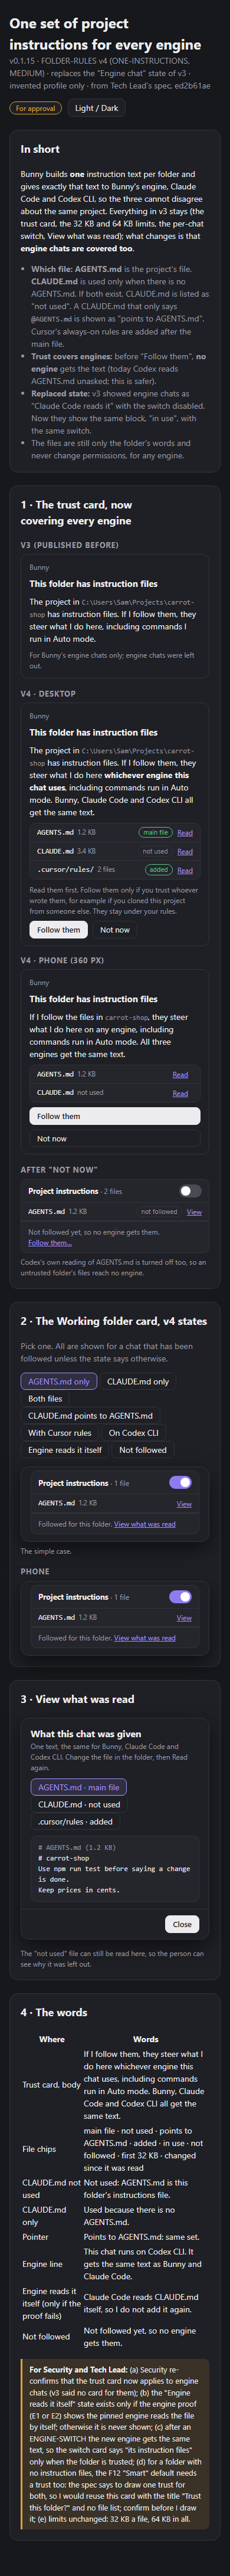 One set of project
instructions for every engine
v0.1.15 · FOLDER-RULES v4 (ONE-INSTRUCTIONS,
MEDIUM) · replaces the "Engine chat" state of v3 ·
invented profile only · from Tech Lead's spec, ed2b61ae
For approval
Light / Dark
In short
Bunny builds one instruction text per folder and
gives exactly that text to Bunny's engine, Claude
Code and Codex CLI, so the three cannot disagree
about the same project. Everything in v3 stays (the
trust card, the 32 KB and 64 KB limits, the per-chat
switch, View what was read); what changes is that
engine chats are covered too.
• Which file: AGENTS.md is the project's file.
CLAUDE.md is used only when there is no
AGENTS.md. If both exist, CLAUDE.md is listed as
"not used". A CLAUDE.md that only says
@AGENTS.md is shown as "points to AGENTS.md".
Cursor's always-on rules are added after the
main file.
• Trust covers engines: before "Follow them", no
engine gets the text (today Codex reads
AGENTS.md unasked; this is safer).
• Replaced state: v3 showed engine chats as
"Claude Code reads it" with the switch disabled.
Now they show the same block, "in use", with
the same switch.
• The files are still only the folder's words and
never change permissions, for any engine.
1 · The trust card, now
covering every engine
V3 (PUBLISHED BEFORE)
Bunny
This folder has instruction files
The project in C:\Users\Sam\Projects\carrot-
shop has instruction files. If I follow them, they
steer what I do here, including commands I
run in Auto mode.
For Bunny's engine chats only; engine chats were left
out.
V4 · DESKTOP
Bunny
This folder has instruction files
The project in C:\Users\Sam\Projects\carrot-
shop has instruction files. If I follow them, they
steer what I do here whichever engine this
chat uses, including commands run in Auto
mode. Bunny, Claude Code and Codex CLI all
get the same text.
AGENTS.md 1.2 KB main file Read
CLAUDE.md 3.4 KB not used Read
.cursor/rules/ 2 files added Read
Read them first. Follow them only if you trust whoever
wrote them, for example if you cloned this project
from someone else. They stay under your rules.
Follow them
Not now
V4 · PHONE (360 PX)
Bunny
This folder has instruction files
If I follow the files in carrot-shop, they steer
what I do here on any engine, including
commands run in Auto mode. All three
engines get the same text.
AGENTS.md 1.2 KB Read
CLAUDE.md not used Read
Follow them
Not now
AFTER "NOT NOW"
Project instructions · 2 files
AGENTS.md 1.2 KB not followed View
Not followed yet, so no engine gets them.
Follow them...
Codex's own reading of AGENTS.md is turned off too, so an
untrusted folder's files reach no engine.
2 · The Working folder card, v4 states
Pick one. All are shown for a chat that has been
followed unless the state says otherwise.
AGENTS.md only
CLAUDE.md only
Both files
CLAUDE.md points to AGENTS.md
With Cursor rules
On Codex CLI
Engine reads it itself
Not followed
Project instructions · 1 file
AGENTS.md 1.2 KB View
Followed for this folder. View what was read
The simple case.
PHONE
Project instructions · 1 file
AGENTS.md 1.2 KB View
Followed for this folder. View what was read
3 · View what was read
What this chat was given
One text, the same for Bunny, Claude Code and
Codex CLI. Change the file in the folder, then Read
again.
AGENTS.md · main file
CLAUDE.md · not used
.cursor/rules · added
# AGENTS.md (1.2 KB)
# carrot-shop
Use npm run test before saying a change
is done.
Keep prices in cents.
Close
The "not used" file can still be read here, so the person can
see why it was left out.
4 · The words
Where Words
Trust card, body If I follow them, they steer what I
do here whichever engine this
chat uses, including commands
run in Auto mode. Bunny, Claude
Code and Codex CLI all get the
same text.
File chips main file · not used · points to
AGENTS.md · added · in use · not
followed · first 32 KB · changed
since it was read
CLAUDE.md not used Not used: AGENTS.md is this
folder's instructions file.
CLAUDE.md only Used because there is no
AGENTS.md.
Pointer Points to AGENTS.md: same set.
Engine line This chat runs on Codex CLI. It
gets the same text as Bunny and
Claude Code.
Engine reads it itself (only if the proof fails) Claude Code reads CLAUDE.md
itself, so I do not add it again.
Not followed Not followed yet, so no engine
gets them.
For Security and Tech Lead: (a) Security re-
confirms that the trust card now applies to engine
chats (v3 said no card for them); (b) the "Engine
reads it itself" state exists only if the engine proof
(E1 or E2) shows the pinned engine reads the file
by itself; otherwise it is never shown; (c) after an
ENGINE-SWITCH the new engine gets the same
text, so the switch card says "its instruction files"
only when the folder is trusted; (d) for a folder with
no instruction files, the F12 "Smart" default needs
a trust too: the spec says to draw one trust for
both, so I would reuse this card with the title "Trust
this folder?" and no file list; confirm before I draw
it; (e) limits unchanged: 32 KB a file, 64 KB in all.